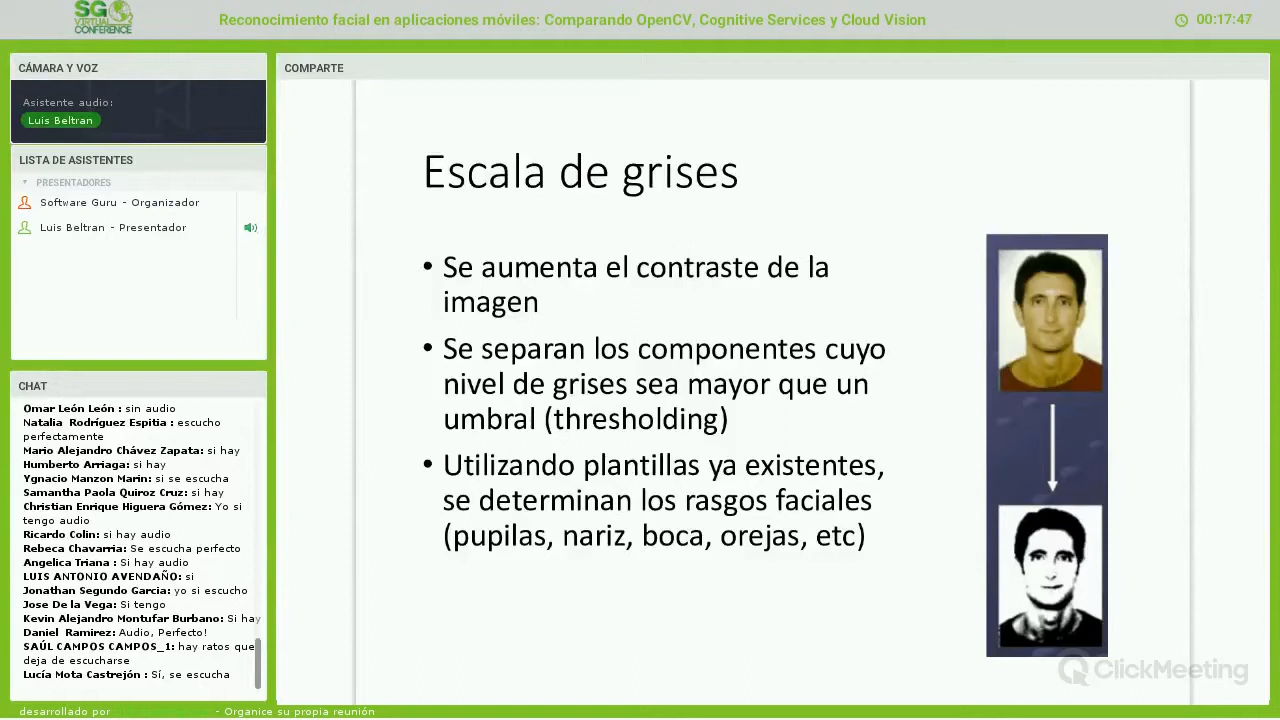 SG
VIRTUAL
CONFERENCE
Reconocimiento facial en aplicaciones móviles: Comparando OpenCV, Cognitive Services y Cloud Vision
00:17:47
CÁMARA Y VOZ
Asistente audio:
Luis Beltran
LISTA DE ASISTENTES
PRESENTADORES
Software Guru - Organizador
Luis Beltran - Presentador
CHAT
Omar León León : sin audio
Natalia Rodríguez Espitia : escucho
perfectamente
Mario Alejandro Chávez Zapata: si hay
Humberto Arriaga: si hay
Ygnacio Manzon Marin: si se escucha
Samantha Paola Quiroz Cruz: si hay
Christian Enrique Higuera Gómez: Yo si
tengo audio
Ricardo Colin: si hay audio
Rebeca Chavarria: Se escucha perfecto
Angelica Triana : Si hay audio
LUIS ANTONIO AVENDAÑO: si
Jonathan Segundo Garcia: yo si escucho
Jose De la Vega: Si tengo
Kevin Alejandro Montufar Burbano: Si hay
Daniel Ramirez: Audio, Perfecto!
SAÚL CAMPOS CAMPOS_1: hay ratos que
deja de escucharse
Lucía Mota Castrejón : Sí, se escucha
COMPARTE
Escala de grises
• Se aumenta el contraste de la
imagen
• Se separan los componentes cuyo
nivel de grises sea mayor que un
umbral (thresholding)
• Utilizando plantillas ya existentes,
se determinan los rasgos faciales
(pupilas, nariz, boca, orejas, etc)
ClickMeeting
desarrollado por - Organice su propia reunión